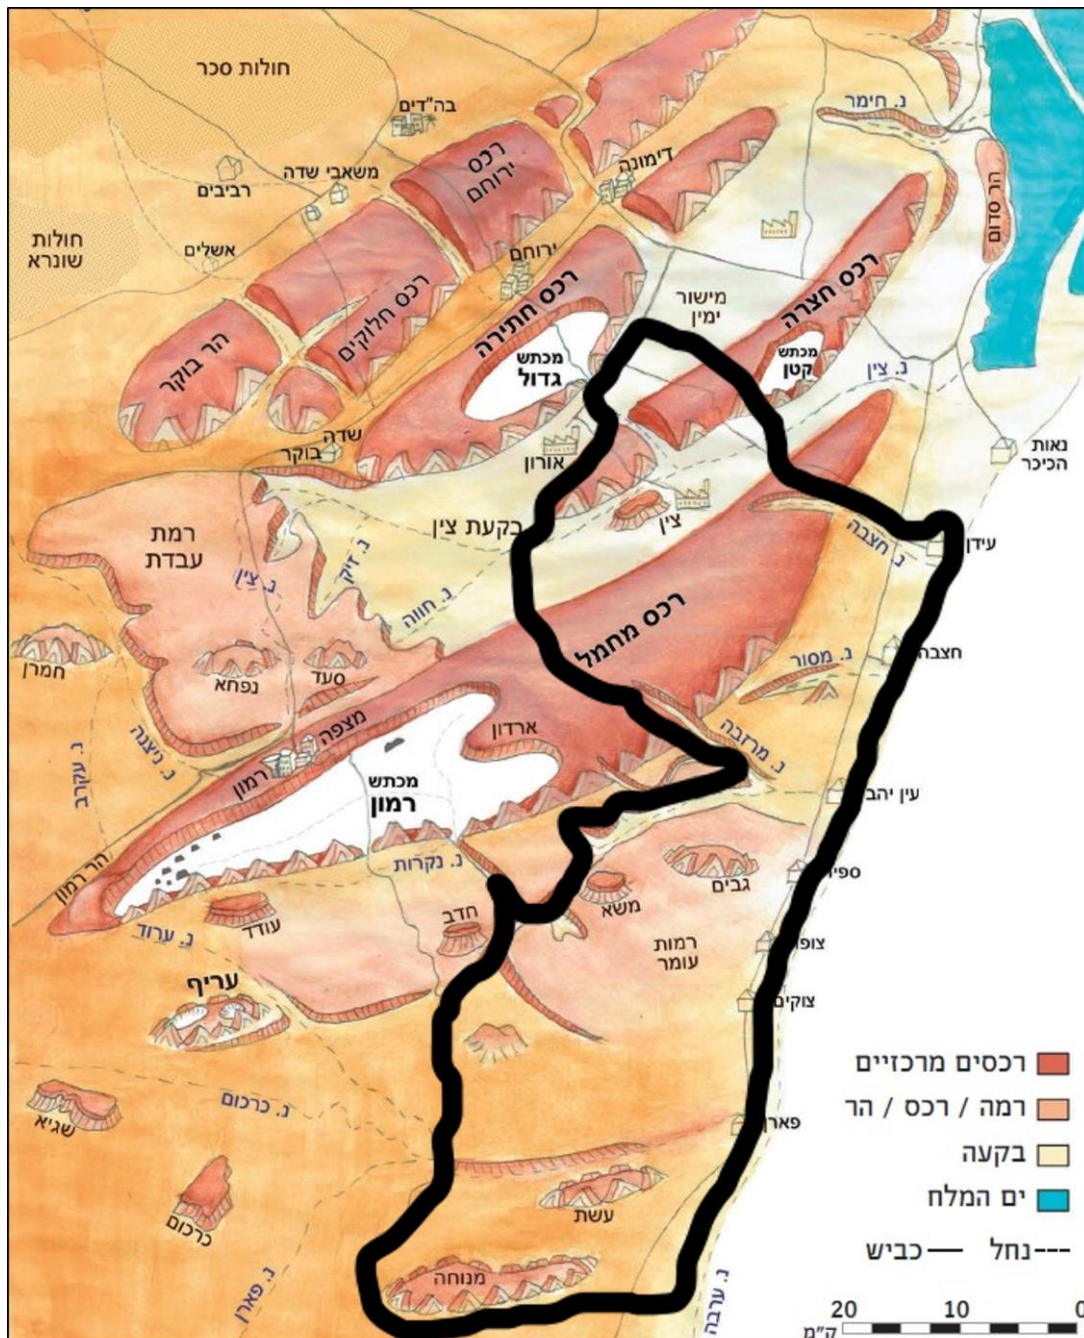 חולות סכר
בה"דים
נ. חימר
רביבים
משאבי שדה
רכס
ירוחם
דימונה
הר סדום
חולות
שונרא
אשלים
ירוחם
רכס חלוקים
רכס חתירה
מישור
ימין
רכס חצרה
הר בוקר
מכתש
גדול
מכתש
קטן
נ. צין
שדה
בוקר
אורון
נאות
הכיכר
צין
בקעת צין
רמת
עבדת
נ. צין
נ. זיק
נ. חווה
נ. חצבה
עידן
רכס מחמל
חצבה
נ. מסור
חמרן
נפחא
סעד
נ. ניצנה
נ. עקרב
מצפה
רמון
ארדון
נ. מרזבה
מכתש
רמון
עין יהב
הר רמון
נ. נקרות
גבים
ספיר
משא
עודד
חדב
נ. ערוד
רמות
עומר
צופר
עריף
צוקים
נ. כרכום
שגיא
פארן
כרכום
עשת
נ. פארן
מנוחה
נ. ערבה
רכסים מרכזיים
רמה / רכס / הר
בקעה
ים המלח
נחל
כביש
20 10 0
ק"מ